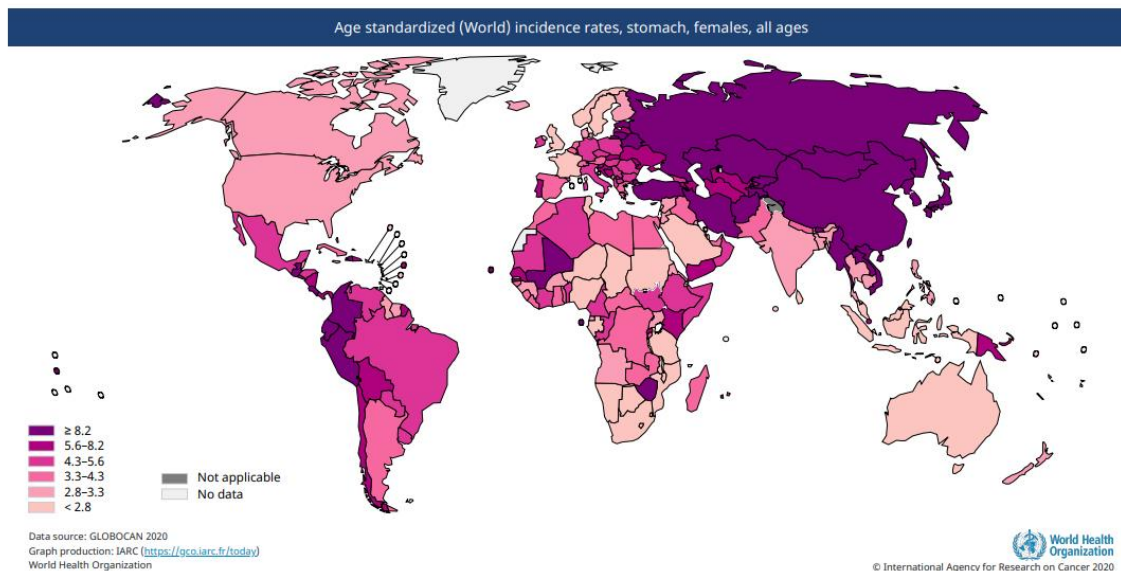 Age standardized (World) incidence rates, stomach, females, all ages
≥ 8.2
5.6–8.2
4.3–5.6
3.3–4.3
2.8–3.3
< 2.8
Not applicable
No data
Data source: GLOBOCAN 2020
Graph production: IARC (https://gco.iarc.fr/today)
World Health Organization
World Health
Organization
© International Agency for Research on Cancer 2020